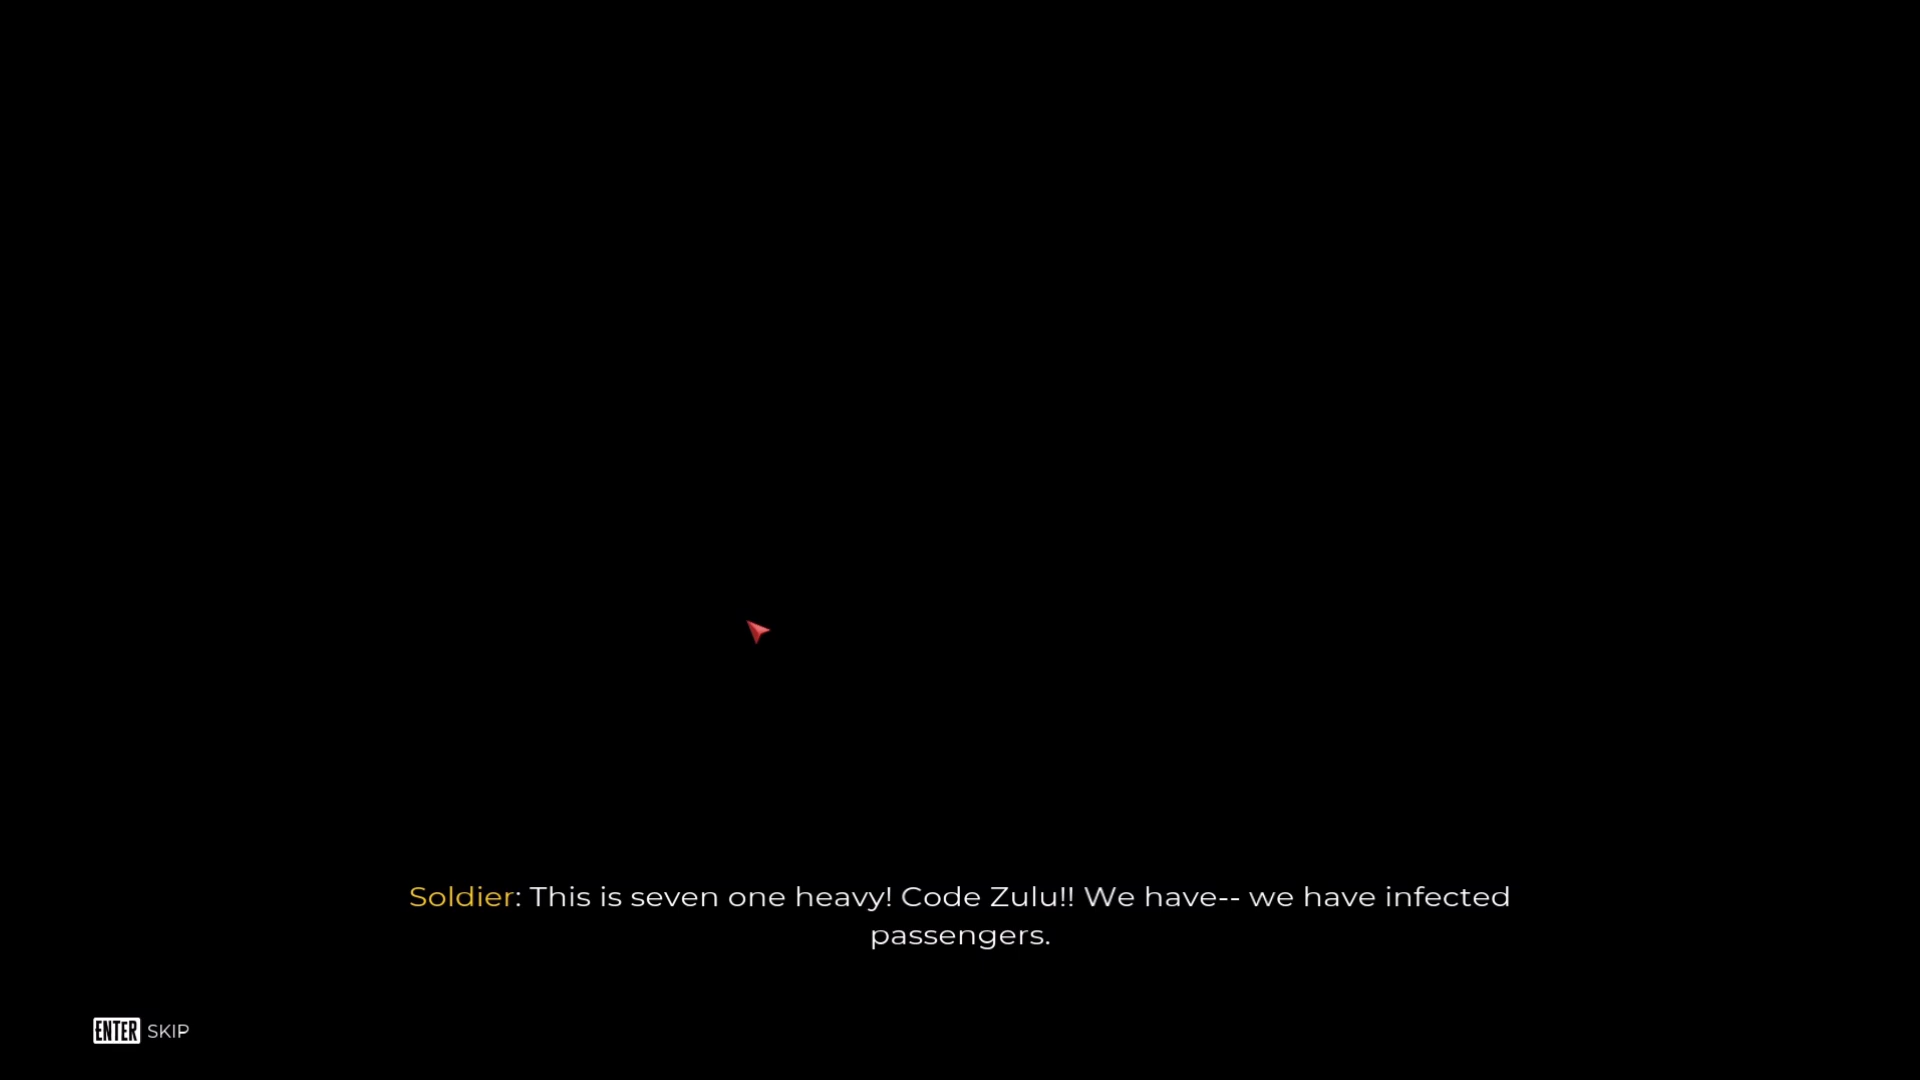 Soldier: This is seven one heavy! Code Zulu!! We have-- we have infected
passengers.
ENTER SKIP